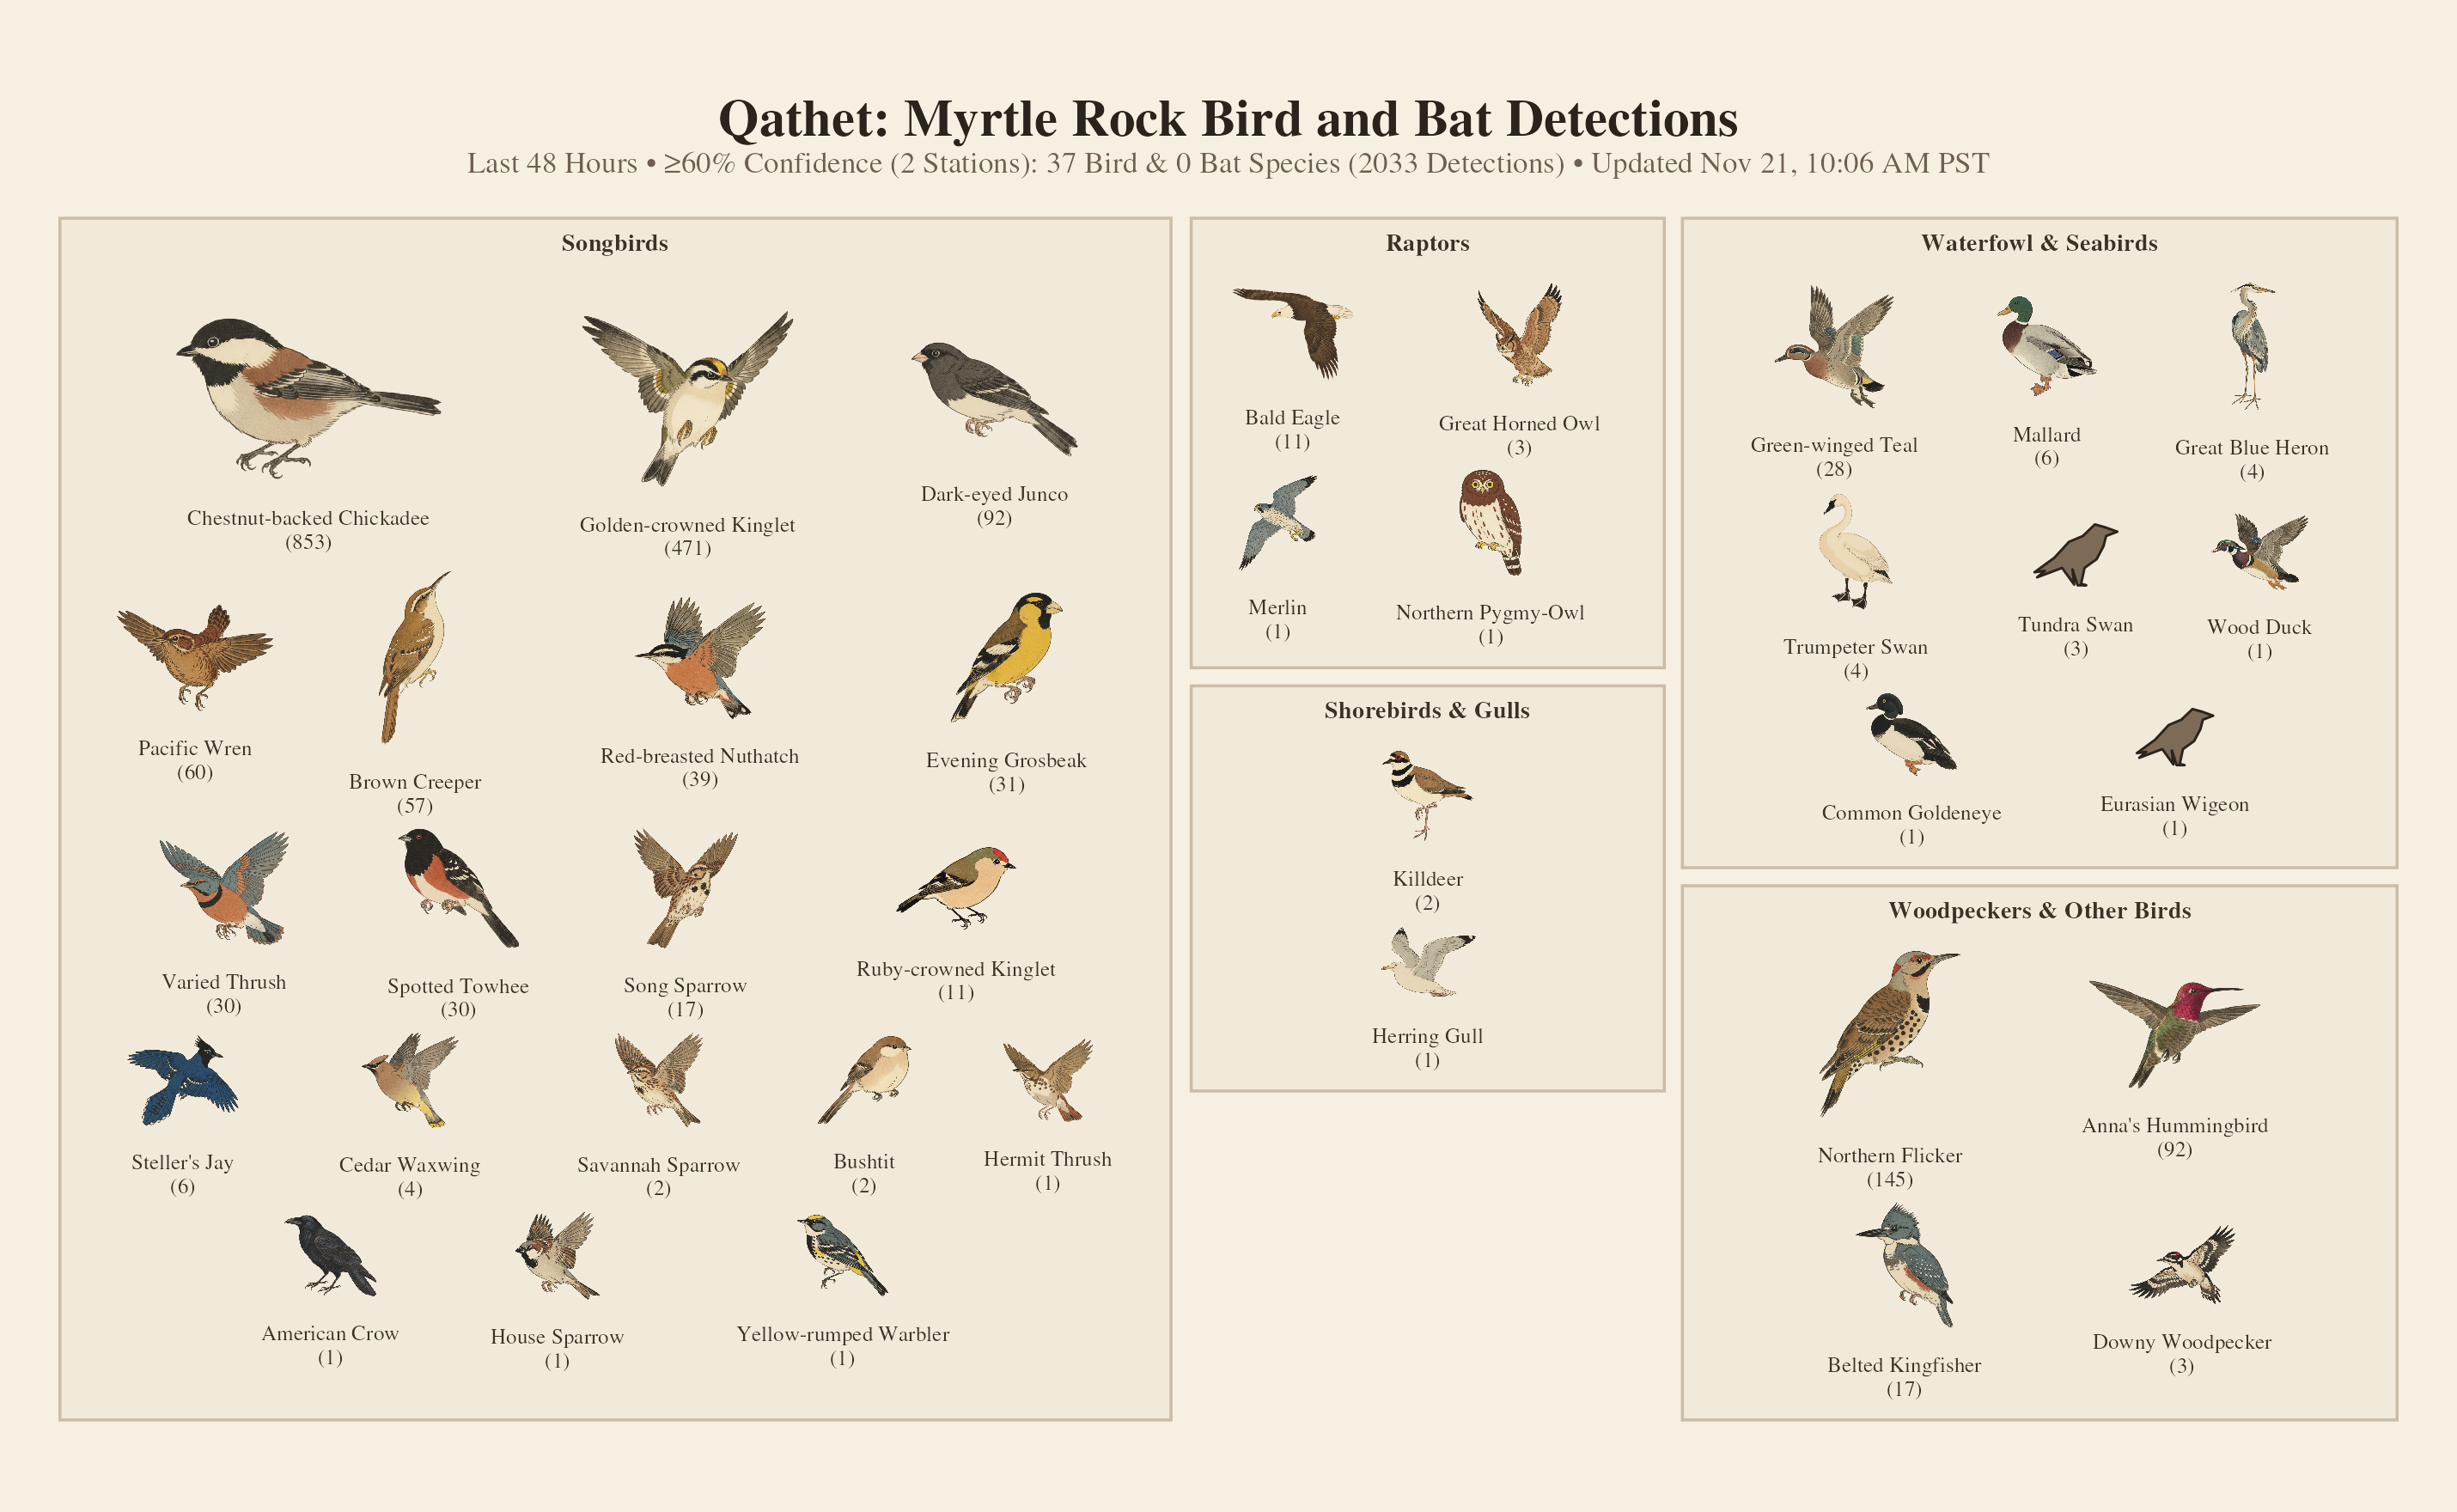 Qathet: Myrtle Rock Bird and Bat Detections
Last 48 Hours • ≥60% Confidence (2 Stations): 37 Bird & 0 Bat Species (2033 Detections) • Updated Nov 21, 10:06 AM PST
Songbirds
Chestnut-backed Chickadee
(853)
Golden-crowned Kinglet
(471)
Dark-eyed Junco
(92)
Pacific Wren
(60)
Brown Creeper
(57)
Red-breasted Nuthatch
(39)
Evening Grosbeak
(31)
Varied Thrush
(30)
Spotted Towhee
(30)
Song Sparrow
(17)
Ruby-crowned Kinglet
(11)
Steller's Jay
(6)
Cedar Waxwing
(4)
Savannah Sparrow
(2)
Bushtit
(2)
Hermit Thrush
(1)
American Crow
(1)
House Sparrow
(1)
Yellow-rumped Warbler
(1)
Raptors
Bald Eagle
(11)
Great Horned Owl
(3)
Merlin
(1)
Northern Pygmy-Owl
(1)
Shorebirds & Gulls
Killdeer
(2)
Herring Gull
(1)
Waterfowl & Seabirds
Green-winged Teal
(28)
Mallard
(6)
Great Blue Heron
(4)
Trumpeter Swan
(4)
Tundra Swan
(3)
Wood Duck
(1)
Common Goldeneye
(1)
Eurasian Wigeon
(1)
Woodpeckers & Other Birds
Northern Flicker
(145)
Anna's Hummingbird
(92)
Belted Kingfisher
(17)
Downy Woodpecker
(3)